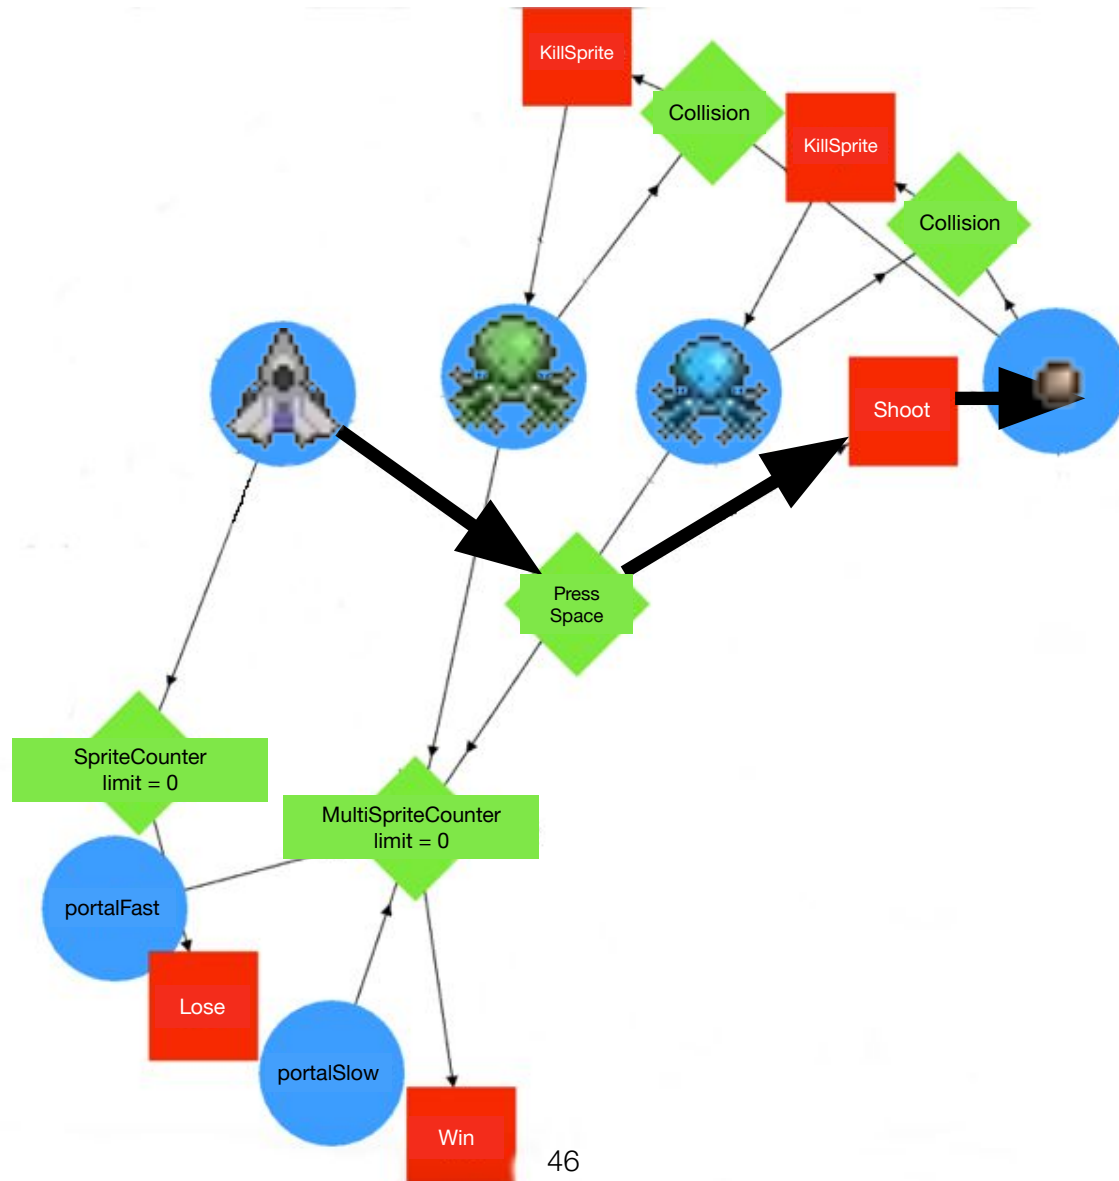 KillSprite
Collision
KillSprite
Collision
Shoot
Press
Space
SpriteCounter
limit = 0
MultiSpriteCounter
limit = 0
portalFast
Lose
portalSlow
Win
46